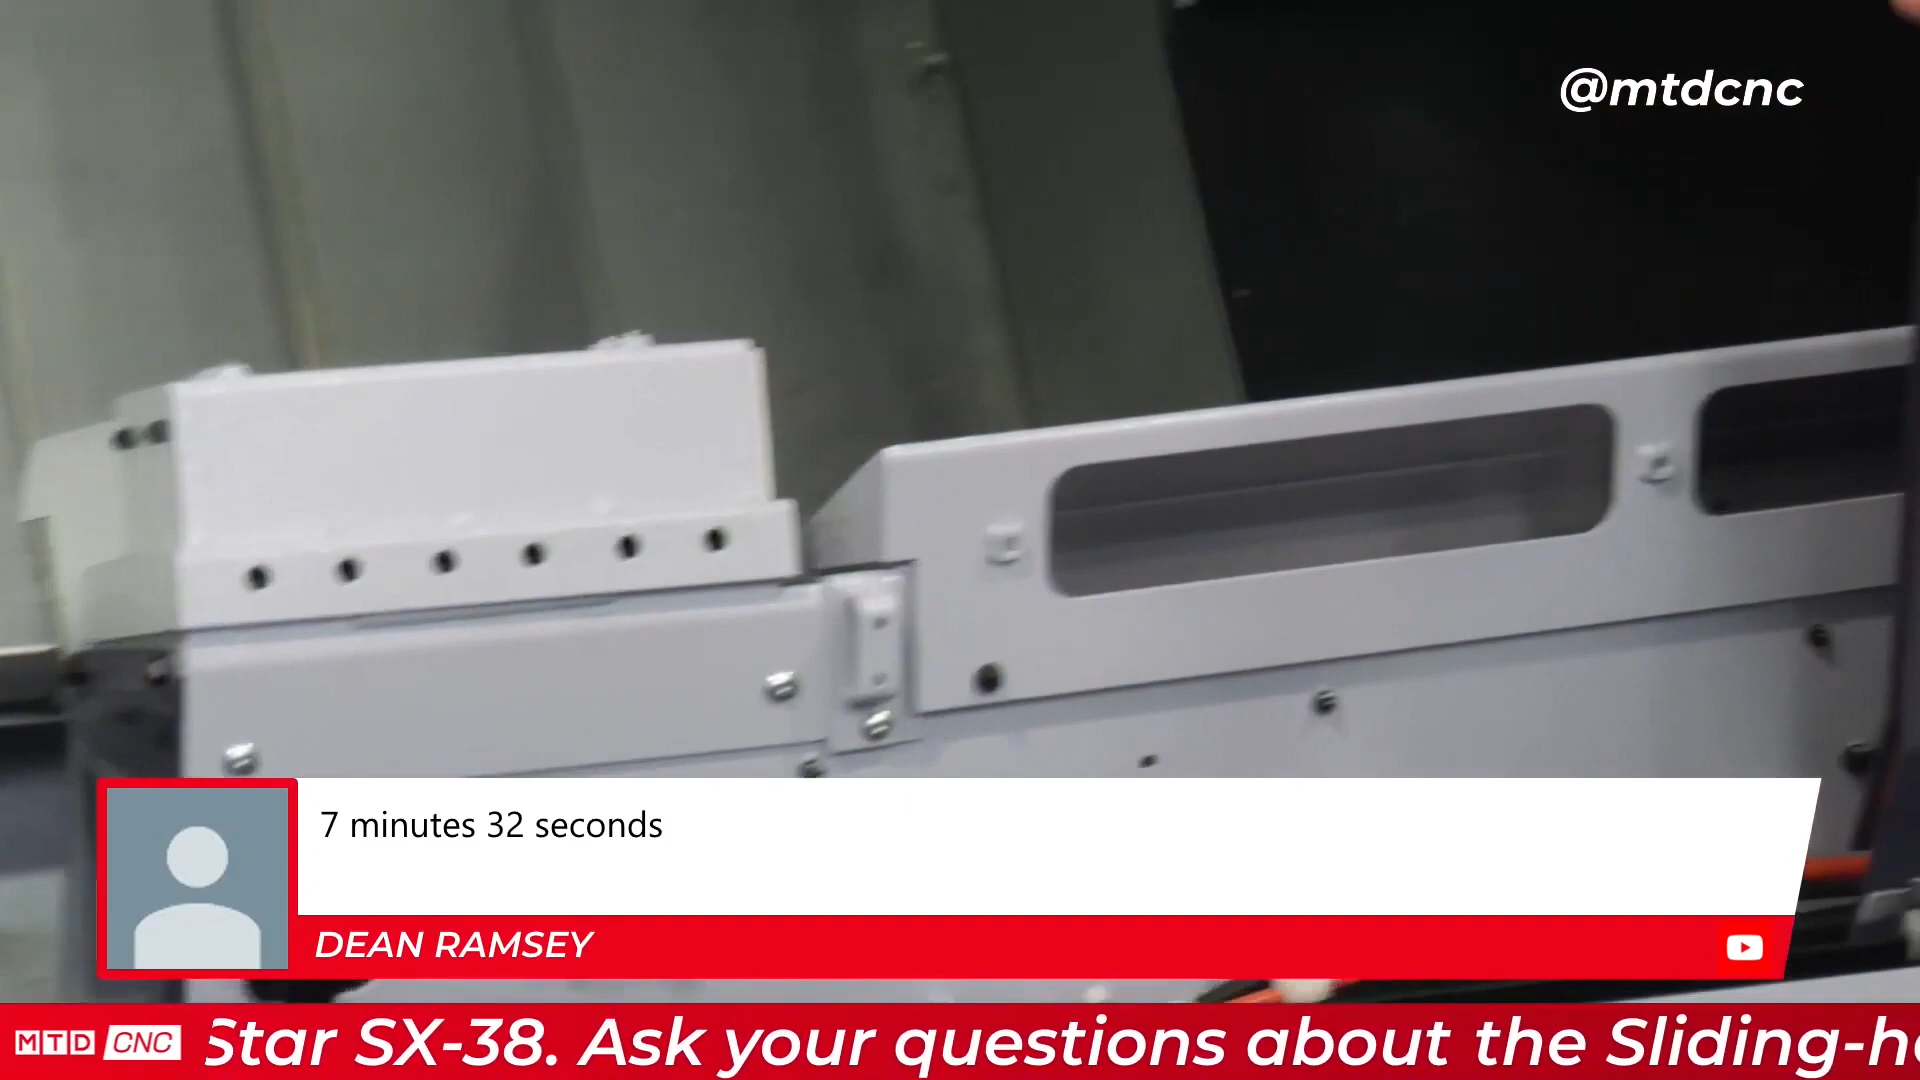 @mtdcnc
7 minutes 32 seconds
DEAN RAMSEY
MTD CNC Star SX-38. Ask your questions about the Sliding-h